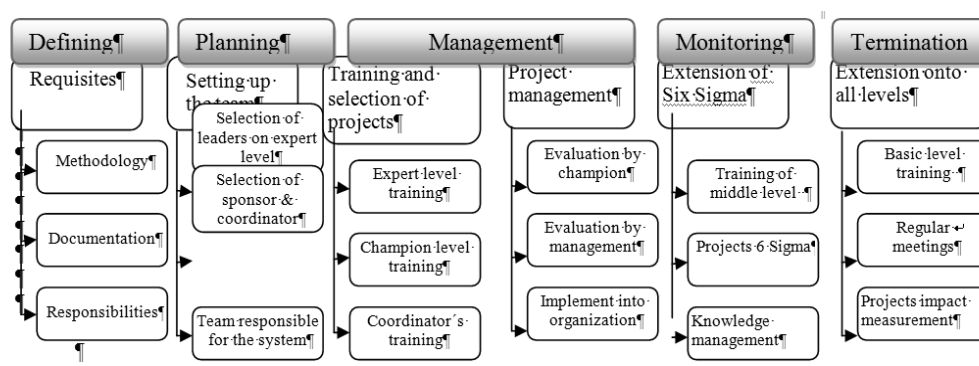 Defining¶
Planning¶
Management¶
Monitoring¶
Termination
Requisites¶
Methodology¶
Documentation¶
Responsibilities¶
¶
Setting·up·
the·team¶
Selection·of·
leaders·on·expert·
level¶
Selection·of·
sponsor·&·
coordinator¶
Team·responsible·
for·the·system¶
Training·and·
selection·of·
projects¶
Expert·level·
training¶
Champion·level·
training¶
Coordinator´s·
training¶
Project·
management¶
Evaluation·by·
champion¶
Evaluation·by·
management¶
Implement·into·
organization¶
Extension·of·
Six·Sigma¶
Training·of·
middle·level··¶
Projects·6·Sigma¶
Knowledge·
management¶
Extension·onto·
all·levels¶
Basic·level·
training··¶
Regular·↵
meetings¶
Projects·impact·
measurement¶